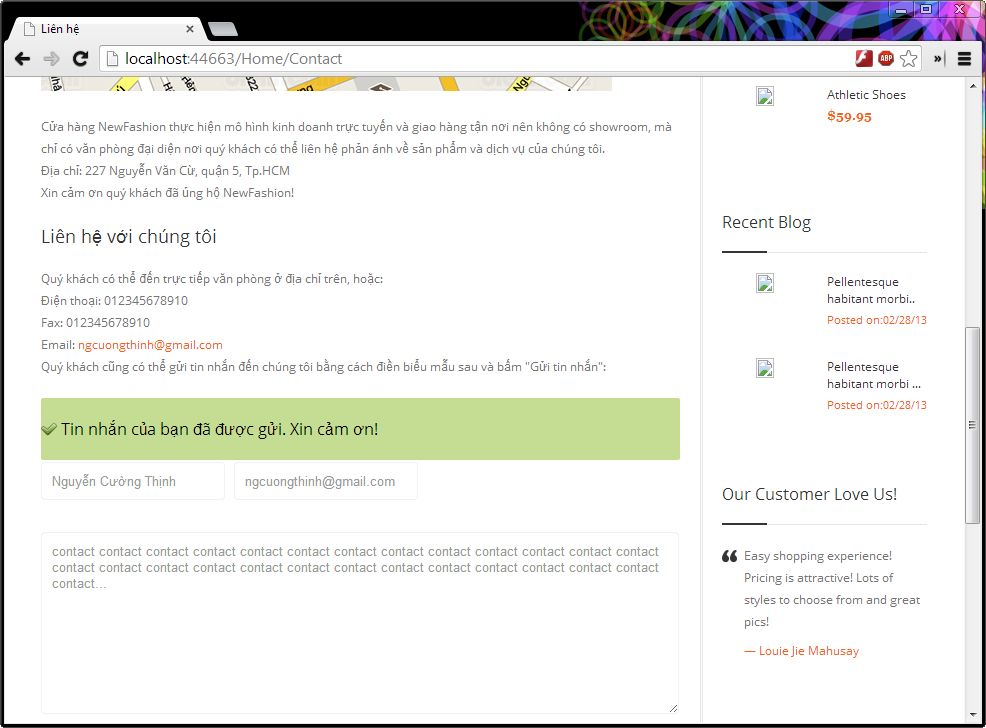 Liên hệ
localhost:44663/Home/Contact
ABP
Cửa hàng NewFashion thực hiện mô hình kinh doanh trực tuyến và giao hàng tận nơi nên không có showroom, mà
chỉ có văn phòng đại diện nơi quý khách có thể liên hệ phản ánh về sản phẩm và dịch vụ của chúng tôi.
Địa chỉ: 227 Nguyễn Văn Cừ, quận 5, Tp.HCM
Xin cảm ơn quý khách đã ủng hộ NewFashion!
Liên hệ với chúng tôi
Quý khách có thể đến trực tiếp văn phòng ở địa chỉ trên, hoặc:
Điện thoại: 012345678910
Fax: 012345678910
Email: ngcuongthinh@gmail.com
Quý khách cũng có thể gửi tin nhắn đến chúng tôi bằng cách điền biểu mẫu sau và bấm "Gửi tin nhắn":
Tin nhắn của bạn đã được gửi. Xin cảm ơn!
Nguyễn Cường Thịnh
ngcuongthinh@gmail.com
contact contact contact contact contact contact contact contact contact contact contact contact contact
contact contact contact contact contact contact contact contact contact contact contact contact contact
contact...
Athletic Shoes
$59.95
Recent Blog
Pellentesque
habitant morbi..
Posted on:02/28/13
Pellentesque
habitant morbi ...
Posted on:02/28/13
Our Customer Love Us!
Easy shopping experience!
Pricing is attractive! Lots of
styles to choose from and great
pics!
— Louie Jie Mahusay